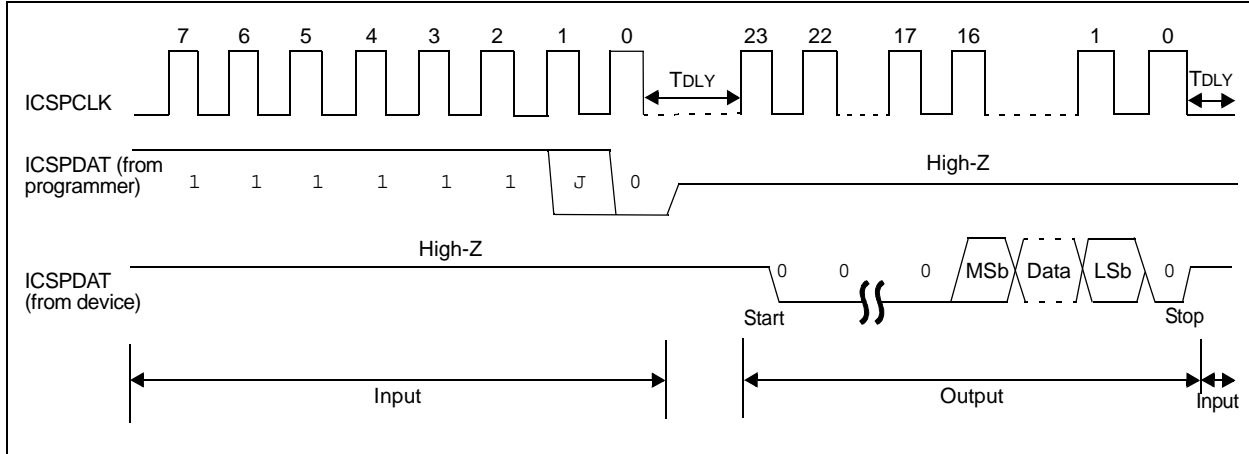 7 6 5 4 3 2 1 0 23 22 17 16 1 0
TDLY TDLY
ICSPCLK
ICSPDAT (from
programmer)
1 1 1 1 1 1 J 0
High-Z
High-Z
ICSPDAT
(from device)
0 0 0 MSb Data LSb 0
Start Stop
Input Output Input